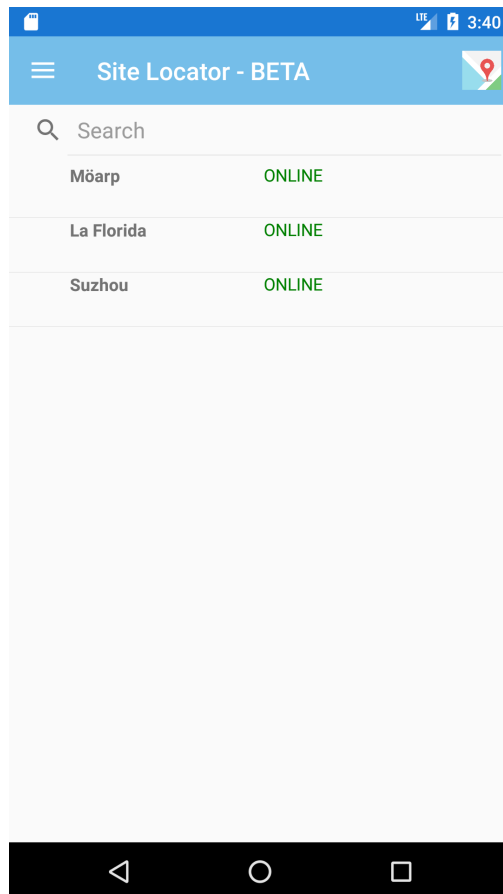 LTE 3:40
Site Locator - BETA
Search
Möarp ONLINE
La Florida ONLINE
Suzhou ONLINE